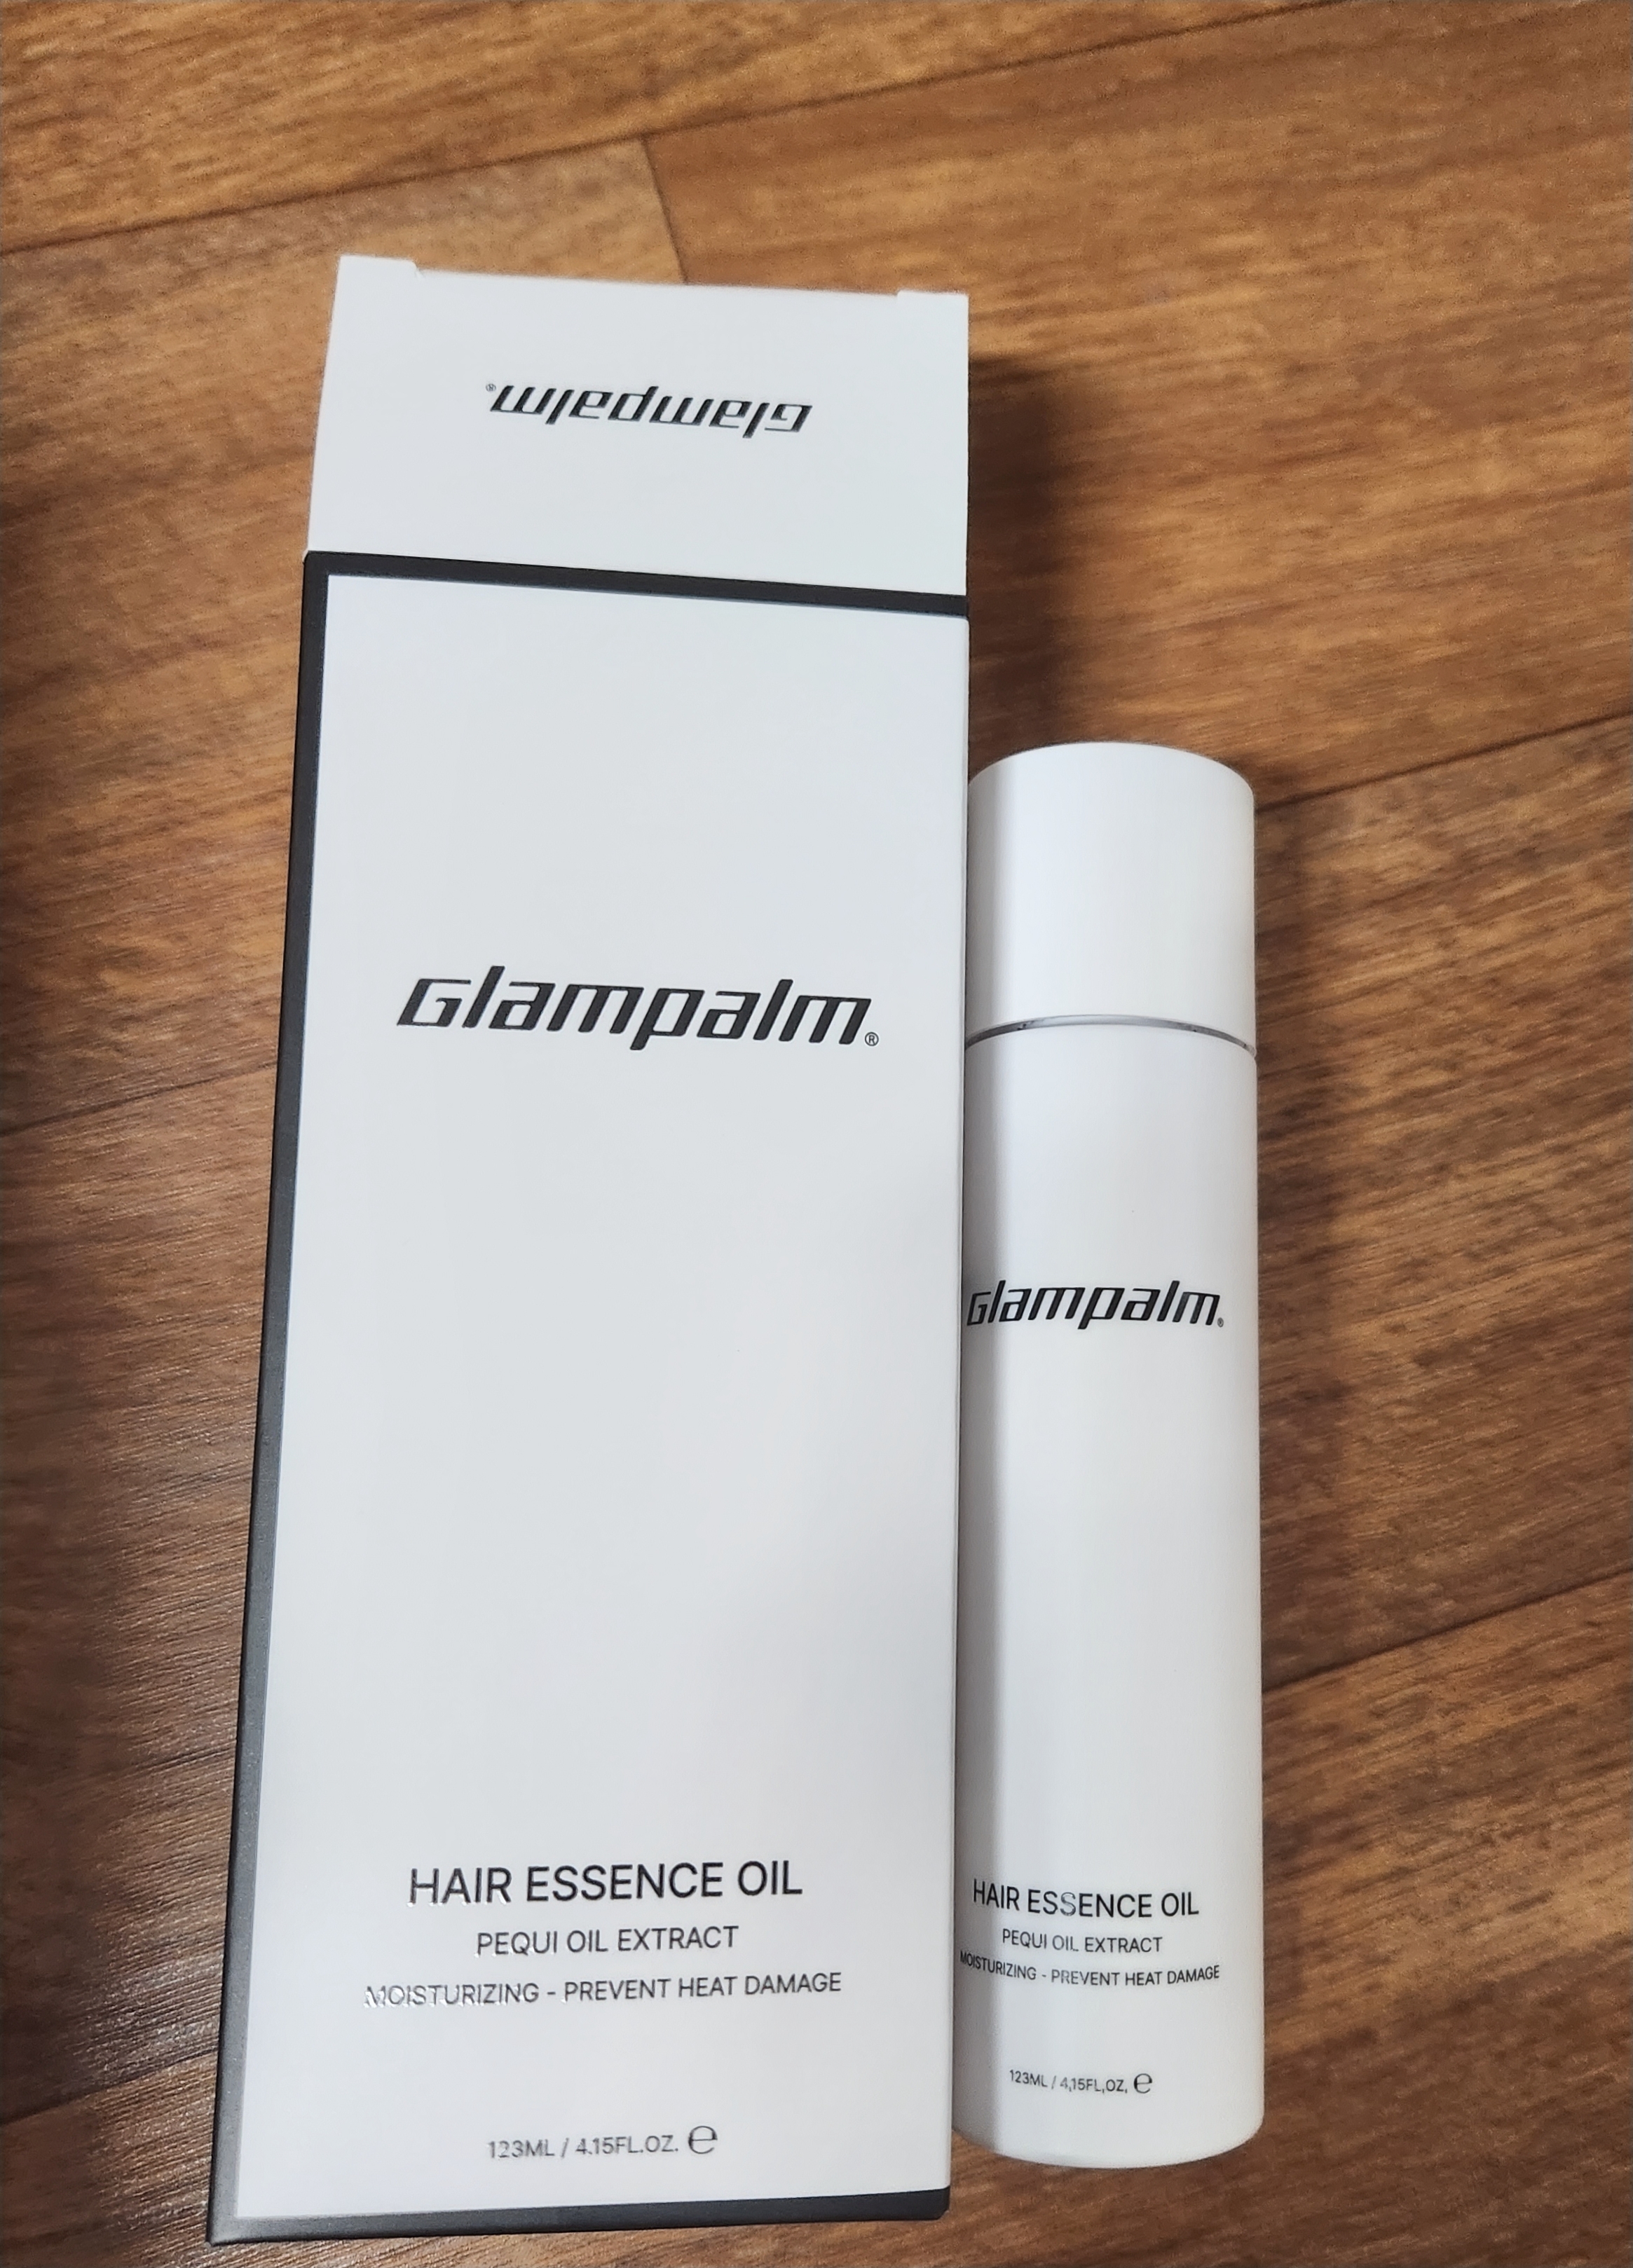 Glampalm®
Glampalm®
HAIR ESSENCE OIL
PEQUI OIL EXTRACT
MOISTURIZING - PREVENT HEAT DAMAGE
123ML / 4.15FL.OZ. ℮
Glampalm®
HAIR ESSENCE OIL
PEQUI OIL EXTRACT
MOISTURIZING - PREVENT HEAT DAMAGE
123ML / 4.15FL.OZ. ℮